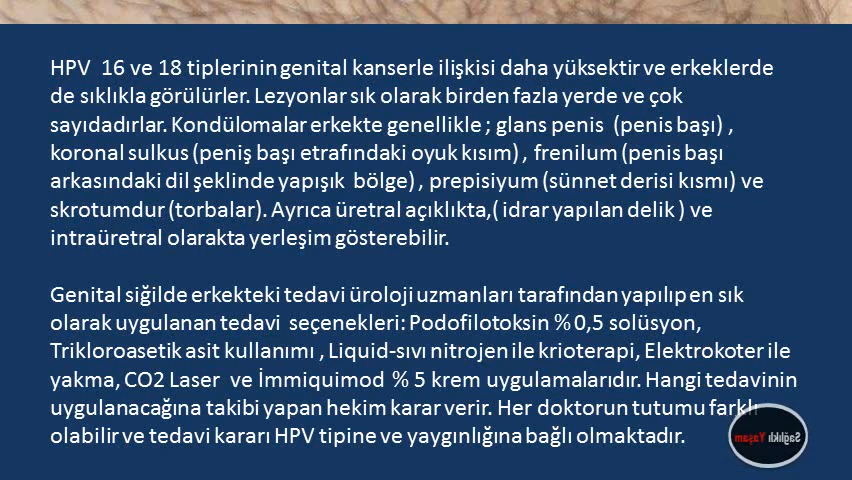 HPV 16 ve 18 tiplerinin genital kanserle ilişkisi daha yüksektir ve erkeklerde
de sıklıkla görülürler. Lezyonlar sık olarak birden fazla yerde ve çok
sayıdadırlar. Kondülomalar erkekte genellikle ; glans penis (penis başı) ,
koronal sulkus (peniş başı etrafındaki oyuk kısım) , frenilum (penis başı
arkasındaki dil şeklinde yapışık bölge) , prepisiyum (sünnet derisi kısmı) ve
skrotumdur (torbalar). Ayrıca üretral açıklıkta,( idrar yapılan delik ) ve
intraüretral olarakta yerleşim gösterebilir.
Genital siğilde erkekteki tedavi üroloji uzmanları tarafından yapılıp en sık
olarak uygulanan tedavi seçenekleri: Podofilotoksin % 0,5 solüsyon,
Trikloroasetik asit kullanımı , Liquid-sıvı nitrojen ile krioterapi, Elektrokoter ile
yakma, CO2 Laser ve İmmiquimod % 5 krem uygulamalarıdır. Hangi tedavinin
uygulanacağına takibi yapan hekim karar verir. Her doktorun tutumu farklı
olabilir ve tedavi kararı HPV tipine ve yaygınlığına bağlı olmaktadır.
Sağlıklı Yaşam